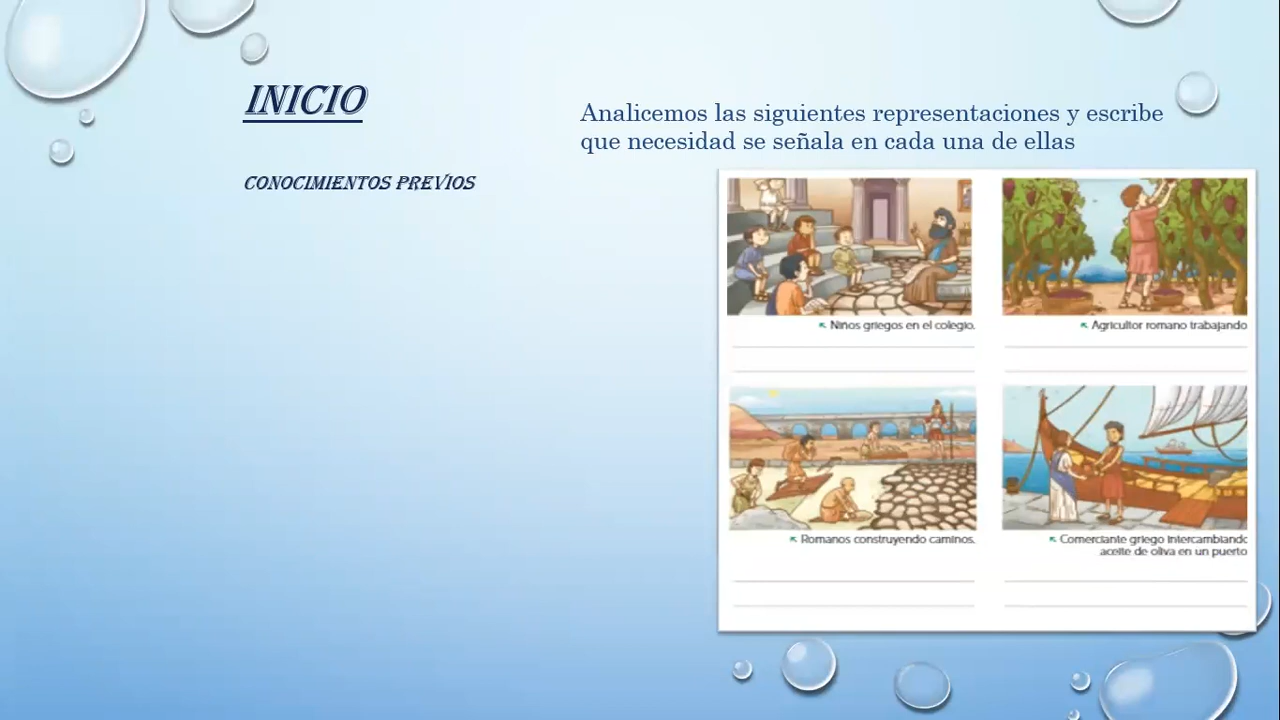 INICIO
CONOCIMIENTOS PREVIOS
Analicemos las siguientes representaciones y escribe
que necesidad se señala en cada una de ellas
Niños griegos en el colegio.
Agricultor romano trabajando
Romanos construyendo caminos.
Comerciante griego intercambiando
aceite de oliva en un puerto